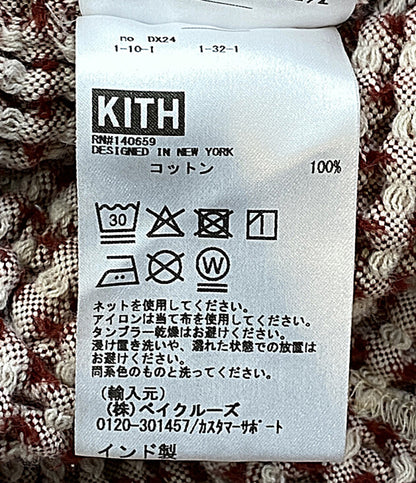 no DX24
1-10-1 1-32-1
KITH
RN#140659
DESIGNED IN NEW YORK
コットン 100%
30
W
ネットを使用してください。
アイロンは当て布を使用してください。
タンブラー乾燥はお避けください。
浸け置き洗いや、濡れた状態での放置は
お避けください。
同系色のものと洗ってください。
(輸入元)
(株)ベイクルーズ
0120-301457/カスタマーサポート
インド製